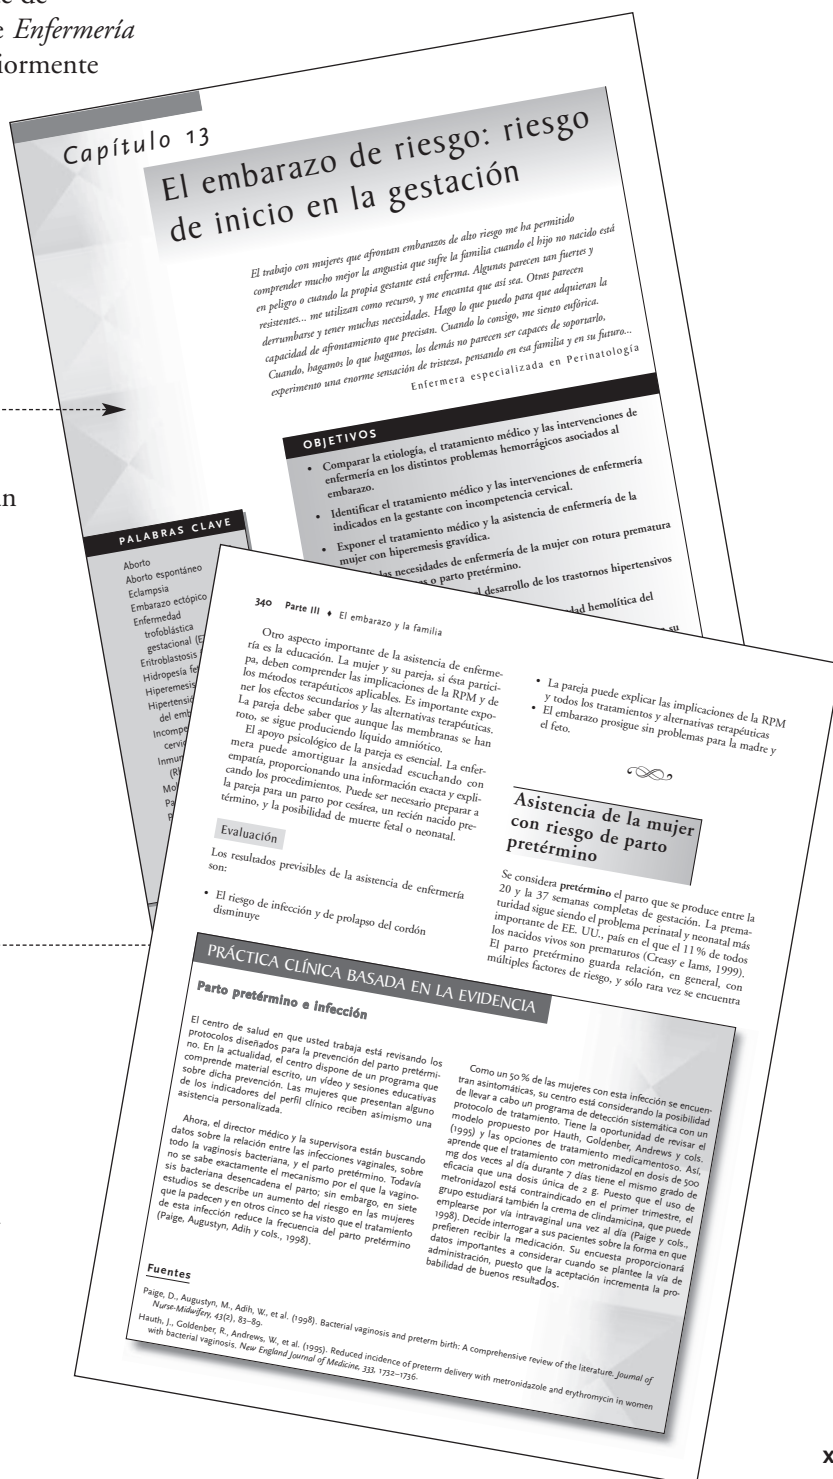 Enfermería
iormente
Capítulo 13
El embarazo de riesgo: riesgo
de inicio en la gestación
El trabajo con mujeres que afrontan embarazos de alto riesgo me ha permitido
comprender mucho mejor la angustia que sufre la familia cuando el hijo no nacido está
en peligro o cuando la propia gestante está enferma. Algunas parecen tan fuertes y
resistentes... me utilizan como recurso, y me encanta que así sea. Otras parecen
derrumbarse y tener muchas necesidades. Hago lo que puedo para que adquieran la
capacidad de afrontamiento que precisan. Cuando lo consigo, me siento eufórica.
Cuando, hagamos lo que hagamos, los demás no parecen ser capaces de soportarlo,
experimento una enorme sensación de tristeza, pensando en esa familia y en su futuro...
Enfermera especializada en Perinatología
OBJETIVOS
• Comparar la etiología, el tratamiento médico y las intervenciones de
enfermería en los distintos problemas hemorrágicos asociados al
embarazo.
• Identificar el tratamiento médico y las intervenciones de enfermería
indicados en la gestante con incompetencia cervical.
• Exponer el tratamiento médico y la asistencia de enfermería de la
mujer con hiperemesis gravídica.
las necesidades de enfermería de la mujer con rotura prematura
o parto pretérmino.
el desarrollo de los trastornos hipertensivos
dad hemolítica del
su
PALABRAS CLAVE
Aborto
Aborto espontáneo
Eclampsia
Embarazo ectópico
Enfermedad
trofoblástica
gestacional (E
Eritroblastosis
Hidropesía fet
Hiperemesis
Hipertensi
del emb
Incompe
cervic
Inmun
(R
Mol
Pa
340 Parte III ♦ El embarazo y la familia
Otro aspecto importante de la asistencia de enferme-
ría es la educación. La mujer y su pareja, si ésta partici-
pa, deben comprender las implicaciones de la RPM y de
los métodos terapéuticos aplicables. Es importante expo-
ner los efectos secundarios y las alternativas terapéuticas.
La pareja debe saber que aunque las membranas se han
roto, se sigue produciendo líquido amniótico.
El apoyo psicológico de la pareja es esencial. La enfer-
mera puede amortiguar la ansiedad escuchando con
empatía, proporcionando una información exacta y expli-
cando los procedimientos. Puede ser necesario preparar a
la pareja para un parto por cesárea, un recién nacido pre-
término, y la posibilidad de muerte fetal o neonatal.
Evaluación
Los resultados previsibles de la asistencia de enfermería
son:
• El riesgo de infección y de prolapso del cordón
disminuye
• La pareja puede explicar las implicaciones de la RPM
y todos los tratamientos y alternativas terapéuticas
• El embarazo prosigue sin problemas para la madre y
el feto.
Asistencia de la mujer
con riesgo de parto
pretérmino
Se considera pretérmino el parto que se produce entre la
20 y la 37 semanas completas de gestación. La prema-
turidad sigue siendo el problema perinatal y neonatal más
importante de EE. UU., país en el que el 11 % de todos
los nacidos vivos son prematuros (Creasy e Iams, 1999).
El parto pretérmino guarda relación, en general, con
múltiples factores de riesgo, y sólo rara vez se encuentra
PRÁCTICA CLÍNICA BASADA EN LA EVIDENCIA
Parto pretérmino e infección
El centro de salud en que usted trabaja está revisando los
protocolos diseñados para la prevención del parto pretérmi-
no. En la actualidad, el centro dispone de un programa que
comprende material escrito, un vídeo y sesiones educativas
sobre dicha prevención. Las mujeres que presentan alguno
de los indicadores del perfil clínico reciben asimismo una
asistencia personalizada.
Ahora, el director médico y la supervisora están buscando
datos sobre la relación entre las infecciones vaginales, sobre
todo la vaginosis bacteriana, y el parto pretérmino. Todavía
no se sabe exactamente el mecanismo por el que la vagino-
sis bacteriana desencadena el parto; sin embargo, en siete
estudios se describe un aumento del riesgo en las mujeres
que la padecen y en otros cinco se ha visto que el tratamiento
de esta infección reduce la frecuencia del parto pretérmino
(Paige, Augustyn, Adih y cols., 1998).
Como un 50 % de las mujeres con esta infección se encuen-
tran asintomáticas, su centro está considerando la posibilidad
de llevar a cabo un programa de detección sistemática con un
protocolo de tratamiento. Tiene la oportunidad de revisar el
modelo propuesto por Hauth, Goldenber, Andrews y cols.
(1995) y las opciones de tratamiento medicamentoso. Así,
aprende que el tratamiento con metronidazol en dosis de 500
mg dos veces al día durante 7 días tiene el mismo grado de
eficacia que una dosis única de 2 g. Puesto que el uso de
metronidazol está contraindicado en el primer trimestre, el
grupo estudiará también la crema de clindamicina, que puede
emplearse por vía intravaginal una vez al día (Paige y cols.,
1998). Decide interrogar a sus pacientes sobre la forma en que
prefieren recibir la medicación. Su encuesta proporcionará
datos importantes a considerar cuando se plantee la vía de
administración, puesto que la aceptación incrementa la pro-
babilidad de buenos resultados.
Fuentes
Paige, D., Augustyn, M., Adih, W., et al. (1998). Bacterial vaginosis and preterm birth: A comprehensive review of the literature. Journal of
Nurse-Midwifery, 43(2), 83–89.
Hauth, J., Goldenber, R., Andrews, W., et al. (1995). Reduced incidence of preterm delivery with metronidazole and erythromycin in women
with bacterial vaginosis. New England Journal of Medicine, 333, 1732–1736.